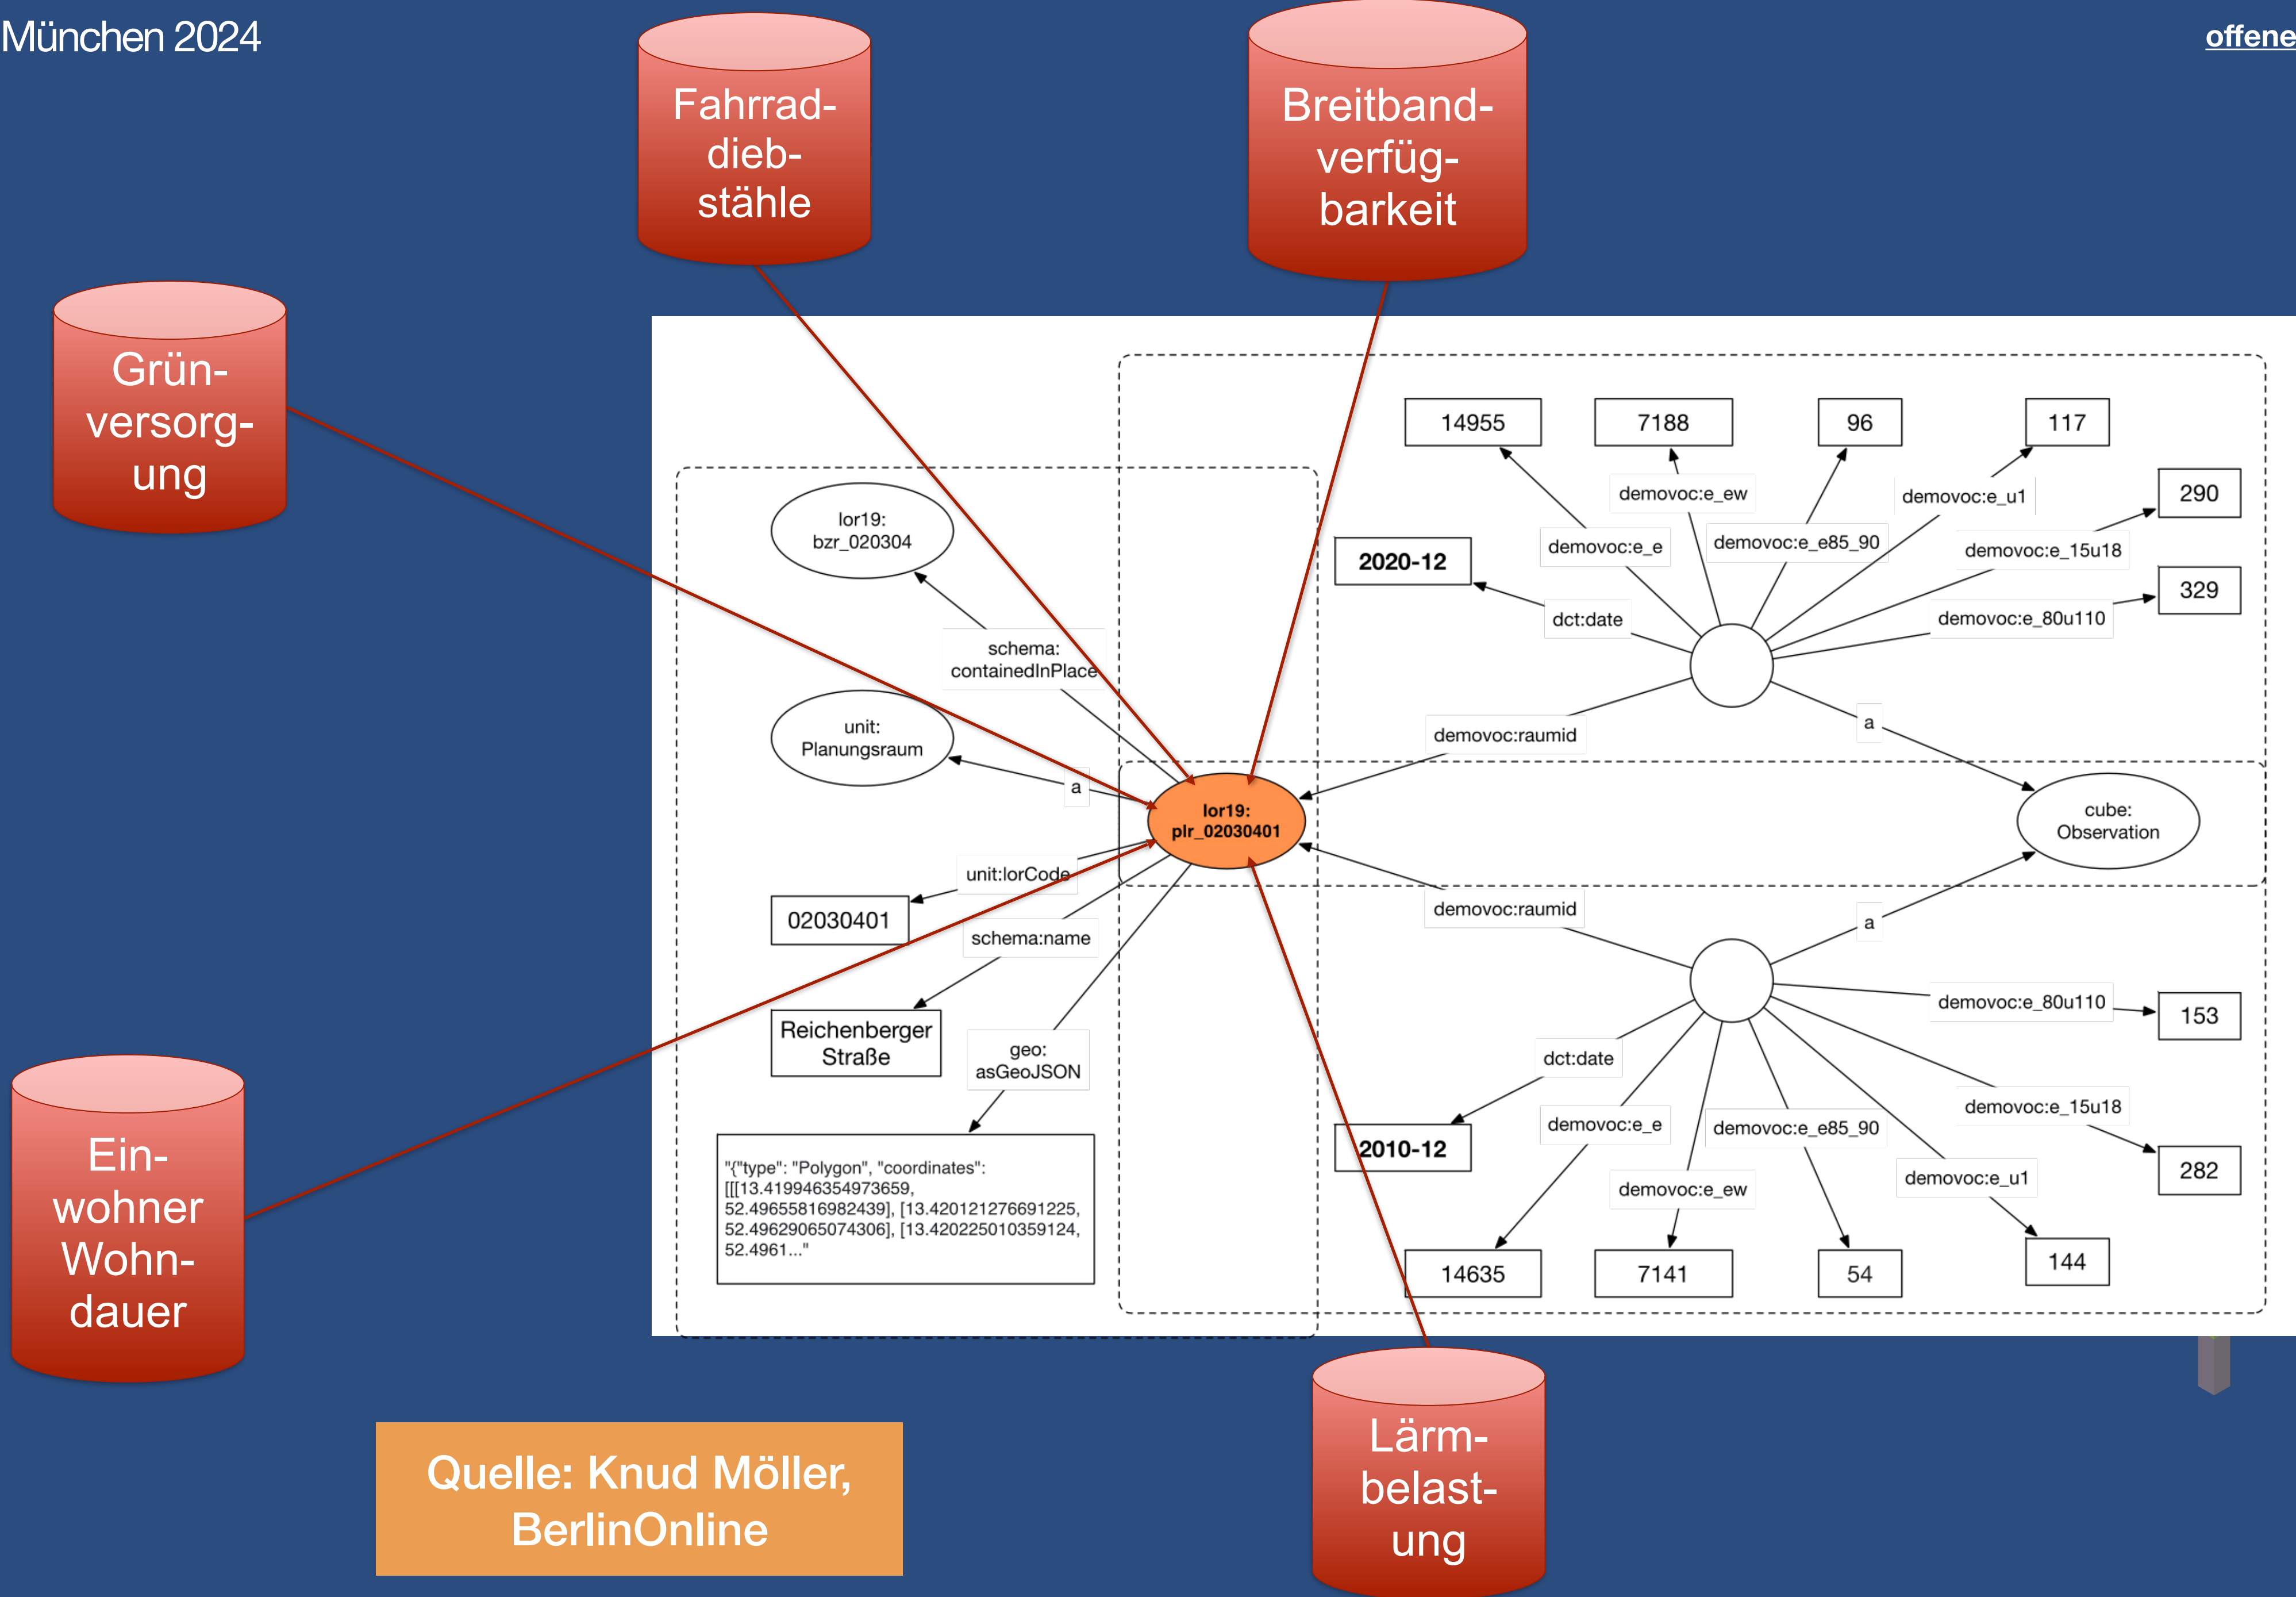 München 2024
offene
Fahrrad-
dieb-
stähle
Breitband-
verfüg-
barkeit
Grün-
versorg-
ung
Ein-
wohner
Wohn-
dauer
Lärm-
belast-
ung
lor19:
bzr_020304
schema:
containedInPlace
unit:
Planungsraum
a
lor19:
plr_02030401
unit:lorCode
02030401
schema:name
Reichenberger
Straße
geo:
asGeoJSON
"{"type": "Polygon", "coordinates":
[[[13.419946354973659,
52.49655816982439], [13.420121276691225,
52.49629065074306], [13.420225010359124,
52.4961..."
14955
7188
96
117
290
329
2020-12
demovoc:e_e
demovoc:e_ew
demovoc:e_e85_90
demovoc:e_u1
demovoc:e_15u18
demovoc:e_80u110
dct:date
demovoc:raumid
a
cube:
Observation
demovoc:raumid
a
dct:date
demovoc:e_80u110
153
2010-12
demovoc:e_e
demovoc:e_ew
demovoc:e_e85_90
demovoc:e_u1
demovoc:e_15u18
282
14635
7141
54
144
Quelle: Knud Möller,
BerlinOnline